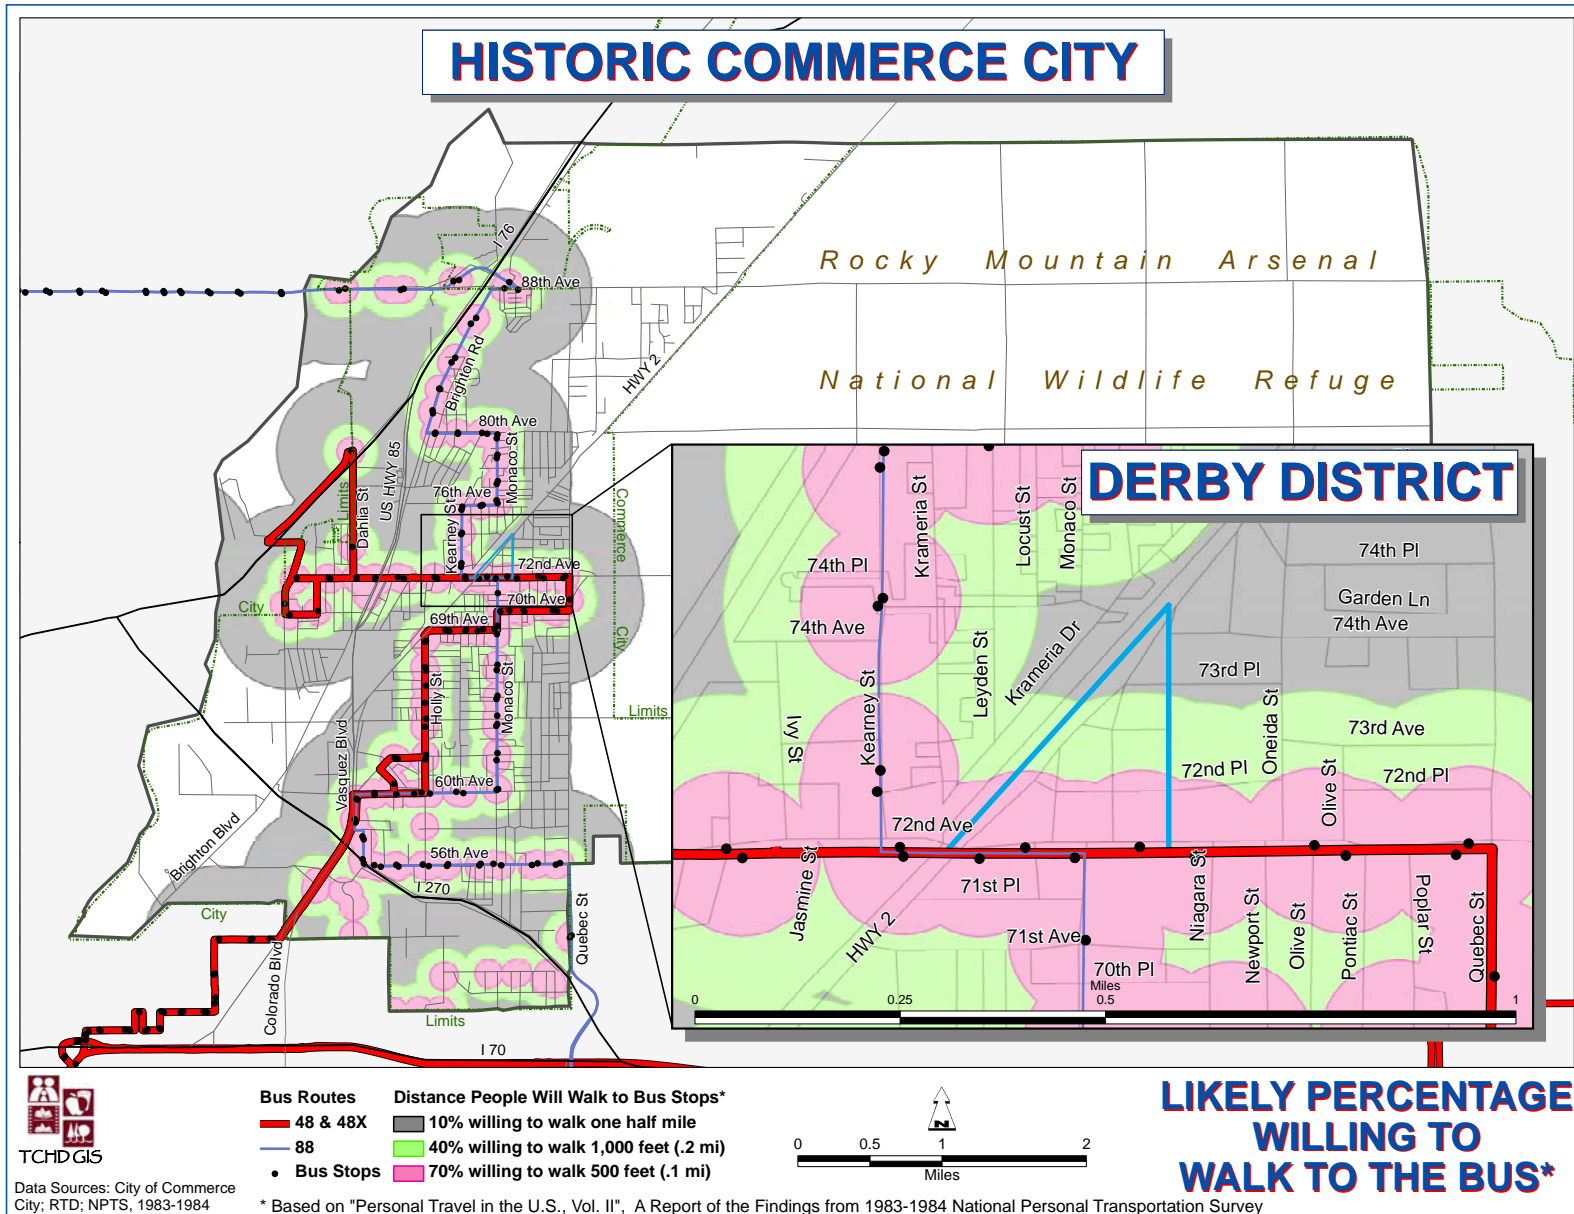 HISTORIC COMMERCE CITY
I 76
88th Ave
Rocky Mountain Arsenal
National Wildlife Refuge
HWY 2
Brighton Rd
80th Ave
Monaco St
US HWY 85
76th Ave
Kearney St
Limits
Dahlia St
72nd Ave
70th Ave
69th Ave
City
Commerce
City
Limits
Holly St
Monaco St
Vasquez Blvd
60th Ave
56th Ave
Brighton Blvd
I 270
City
Quebec St
Colorado Blvd
Limits
I 70
DERBY DISTRICT
Krameria St
Locust St
Monaco St
74th Pl
74th Pl
Garden Ln
74th Ave
74th Ave
Leyden St
Krameria Dr
73rd Pl
Ivy St
Kearney St
Oneida St
73rd Ave
72nd Pl
72nd Pl
Olive St
72nd Ave
Jasmine St
71st Pl
HWY 2
71st Ave
70th Pl
Niagara St
Newport St
Olive St
Pontiac St
Poplar St
Quebec St
Miles
0 0.25 0.5 1
TCHD GIS
Data Sources: City of Commerce
City; RTD; NPTS, 1983-1984
Bus Routes
48 & 48X
88
Bus Stops
Distance People Will Walk to Bus Stops*
10% willing to walk one half mile
40% willing to walk 1,000 feet (.2 mi)
70% willing to walk 500 feet (.1 mi)
N
0 0.5 1 2
Miles
LIKELY PERCENTAGE
WILLING TO
WALK TO THE BUS*
* Based on "Personal Travel in the U.S., Vol. II", A Report of the Findings from 1983-1984 National Personal Transportation Survey